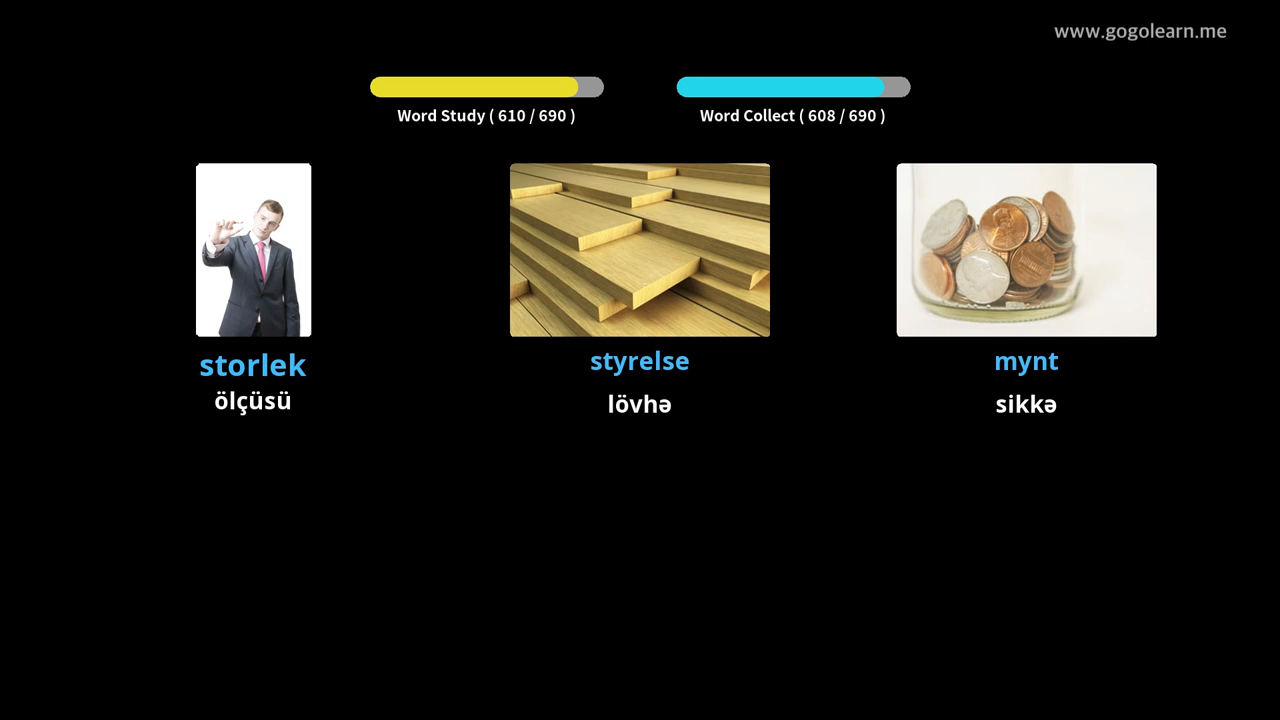 www.gogolearn.me
Word Study ( 610 / 690 )
Word Collect ( 608 / 690 )
storlek
styrelse
mynt
ölçüsü
lövhə
sikkə